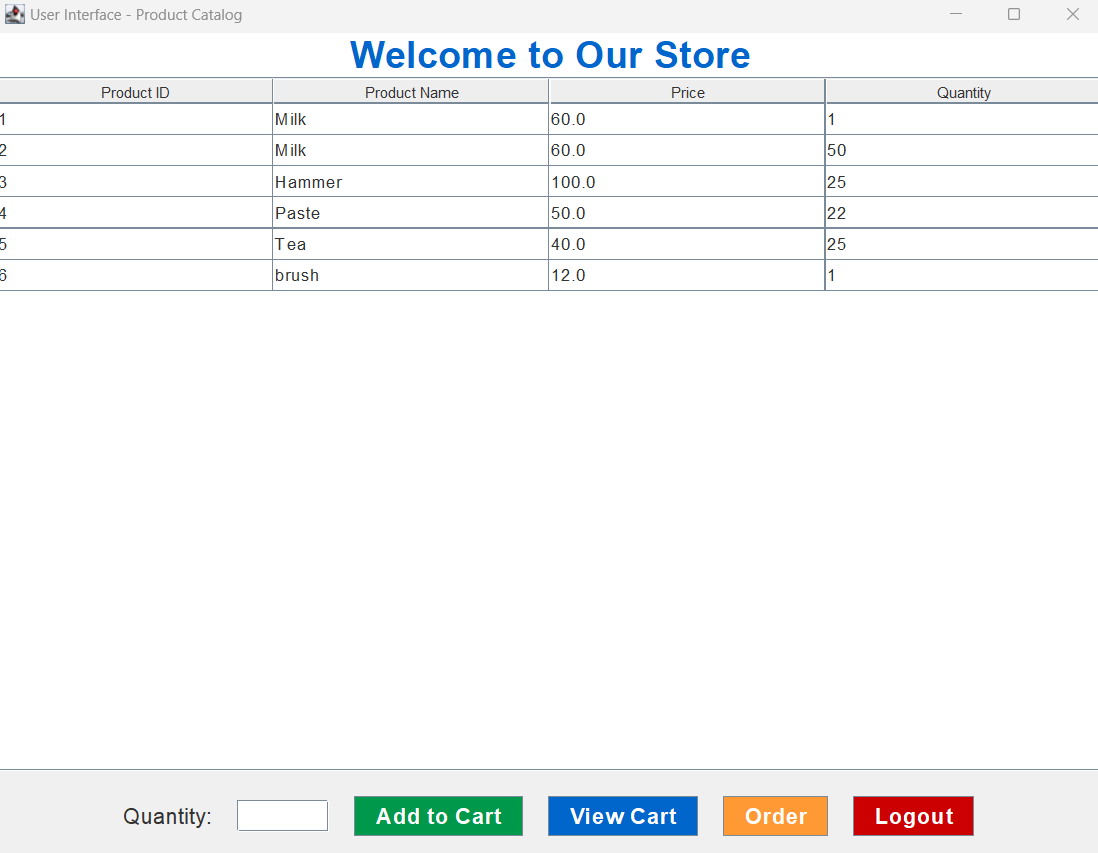 User Interface - Product Catalog
Welcome to Our Store
Product ID Product Name Price Quantity
1 Milk 60.0 1
2 Milk 60.0 50
3 Hammer 100.0 25
4 Paste 50.0 22
5 Tea 40.0 25
6 brush 12.0 1
Quantity: Add to Cart View Cart Order Logout